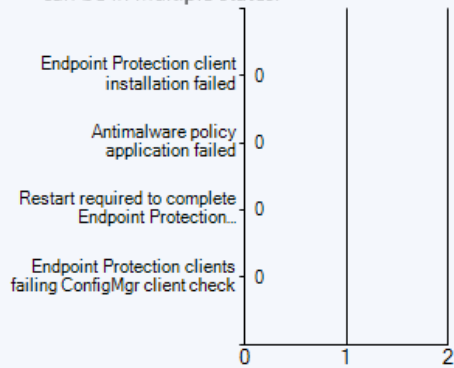 Endpoint Protection client
installation failed
0
Antimalware policy
application failed
0
Restart required to complete
Endpoint Protection...
0
Endpoint Protection clients
failing ConfigMgr client check
0
0 1 2